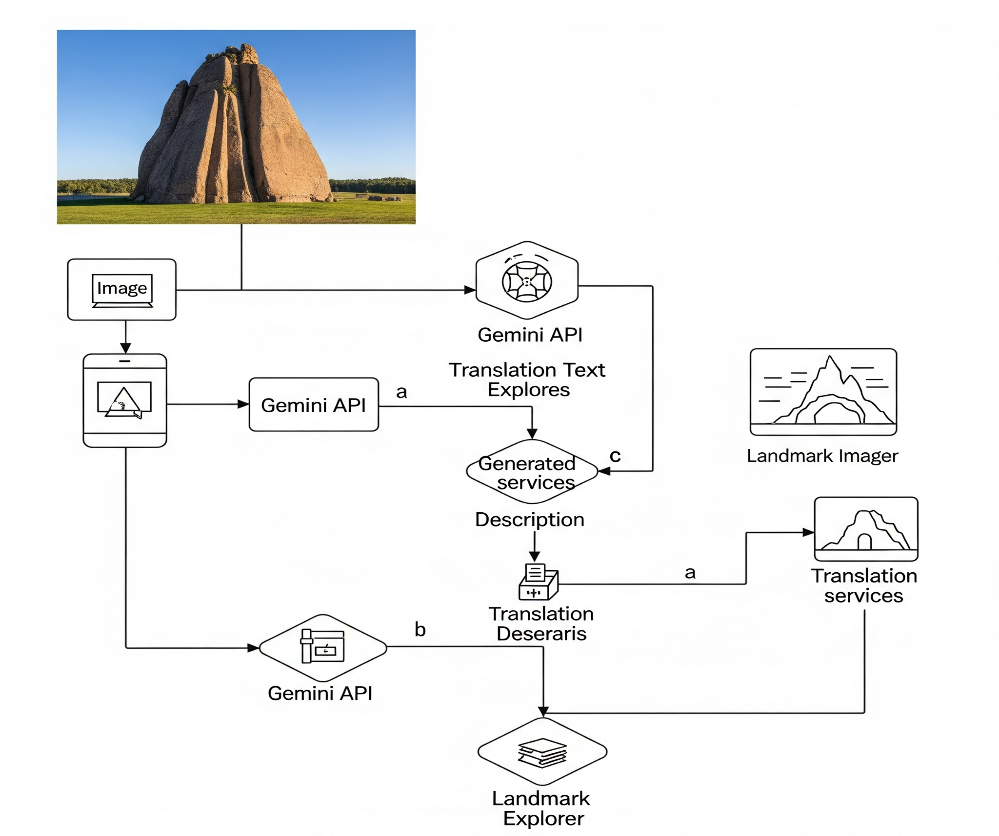 Image
Gemini API
Translation Text
Explores
Gemini API
a
Generated
services
c
Landmark Imager
Description
a
Translation
services
Translation
Deseraris
b
Gemini API
Landmark
Explorer